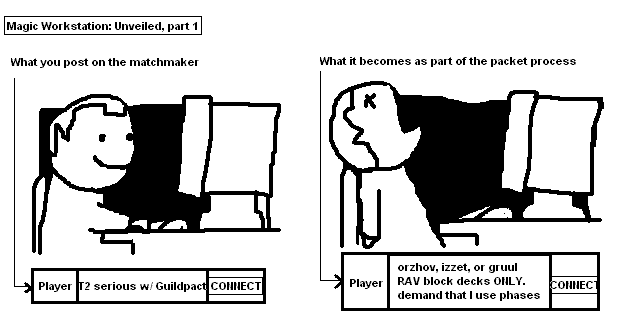 Magic Workstation: Unveiled, part 1
What you post on the matchmaker
Player
T2 serious w/ Guildpact
CONNECT
What it becomes as part of the packet process
Player
orzhov, izzet, or gruul
RAV block decks ONLY.
demand that I use phases
CONNECT